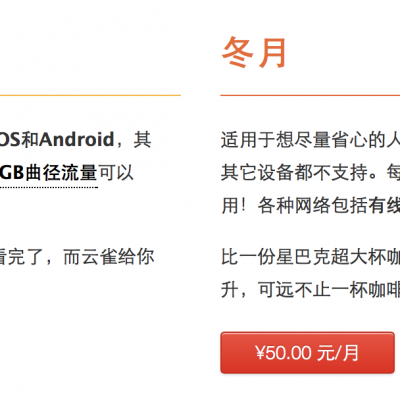 OS和Android，其
GB曲径流量可以
看完了，而云雀给你
冬月
适用于想尽量省心的人
其它设备都不支持。每
用！各种网络包括有线
比一份星巴克超大杯咖
升，可远不止一杯咖啡
¥50.00 元/月